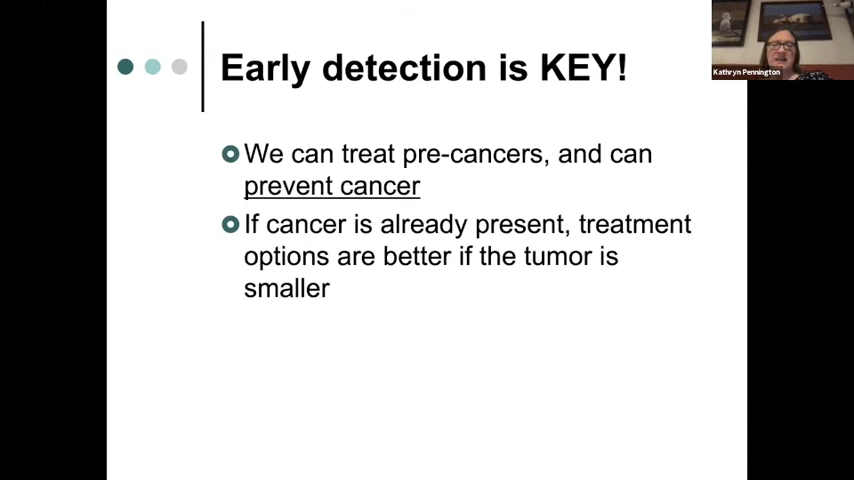 Early detection is KEY!
We can treat pre-cancers, and can
prevent cancer
If cancer is already present, treatment
options are better if the tumor is
smaller
Kathryn Pennington